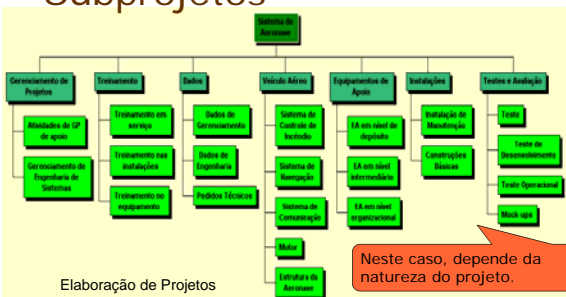 Subprojetos
Sistema de
Aeronave
Gerenciamento de
Projetos
Treinamento
Dados
Veículo Aéreo
Equipamentos de
Apoio
Instalações
Testes e Avaliação
Atividades do GP
de apoio
Gerenciamento de
Engenharia de
Sistemas
Treinamento em
serviço
Treinamento nas
instalações
Treinamento no
equipamento
Dados de
Gerenciamento
Dados de
Engenharia
Pedidos Técnicos
Sistema de
Controle de
Incêndio
Sistema de
Navegação
Sistema de
Comunicação
Motor
Estrutura da
Aeronave
EA em nível de
depósito
EA em nível
intermediário
EA em nível
organizacional
Instalação de
Manutenção
Construções
Básicas
Teste
Teste de
Desenvolvimento
Teste Operacional
Mock ups
Neste caso, depende da
natureza do projeto.
Elaboração de Projetos